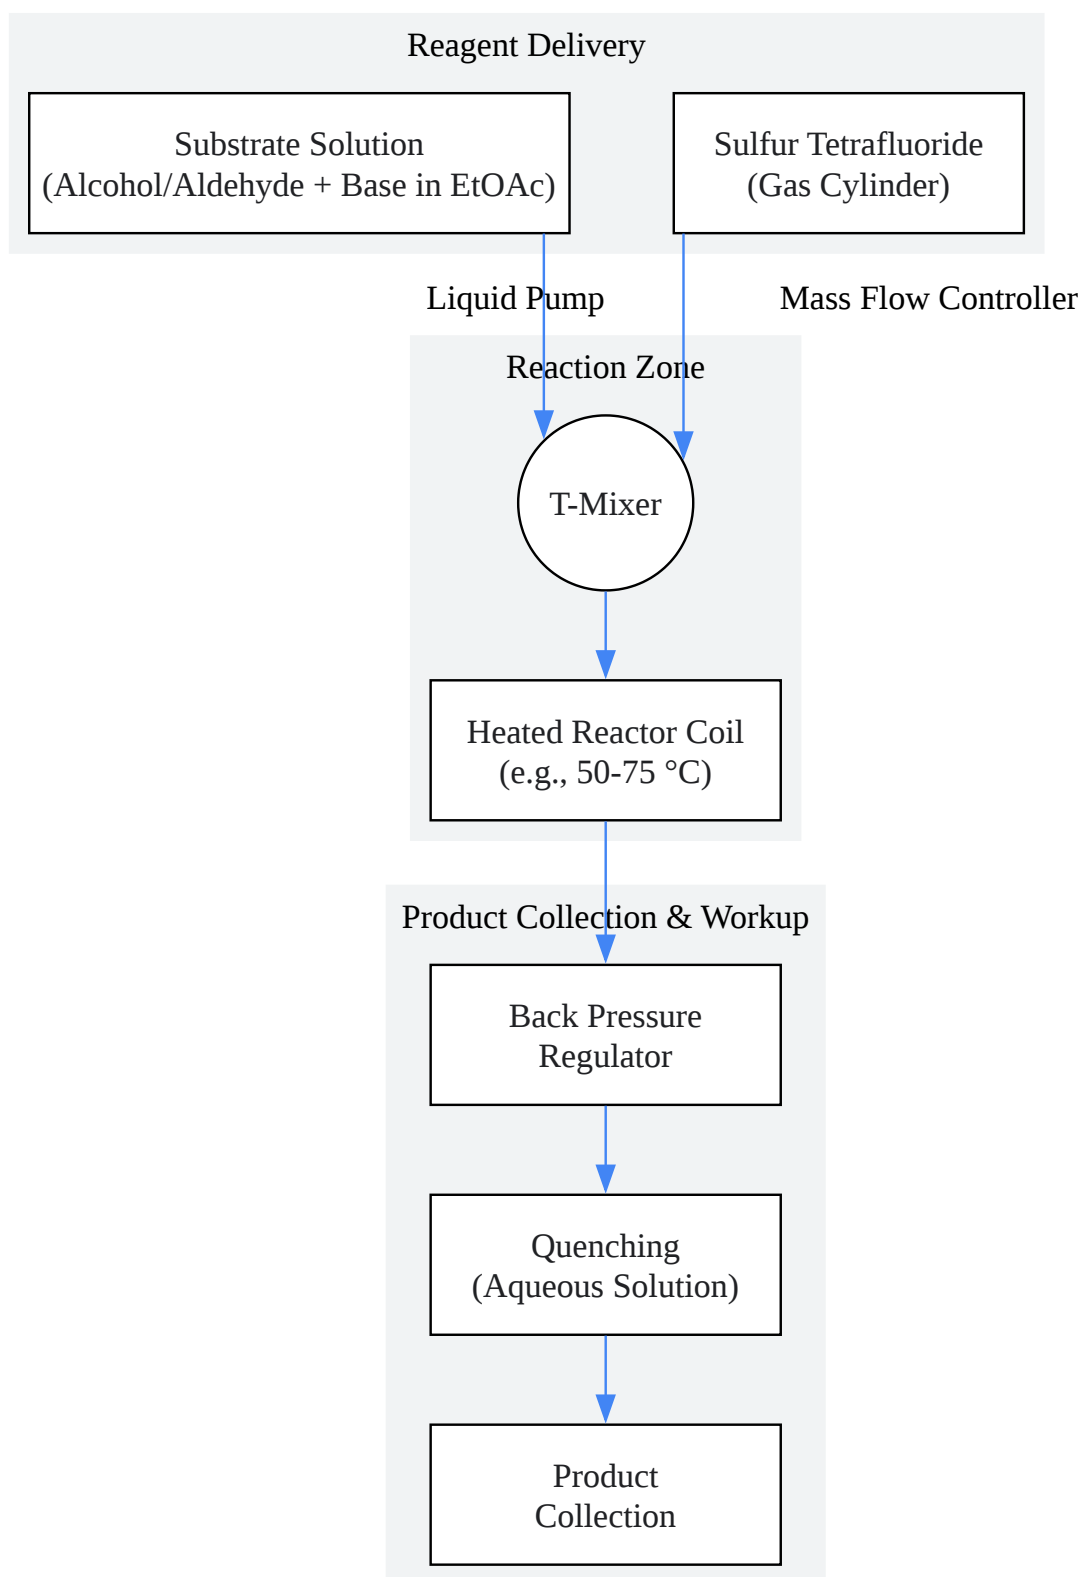 Reagent Delivery
Substrate Solution
(Alcohol/Aldehyde + Base in EtOAc)
Sulfur Tetrafluoride
(Gas Cylinder)
Liquid Pump
Mass Flow Controller
Reaction Zone
T-Mixer
Heated Reactor Coil
(e.g., 50-75 °C)
Product Collection & Workup
Back Pressure
Regulator
Quenching
(Aqueous Solution)
Product
Collection